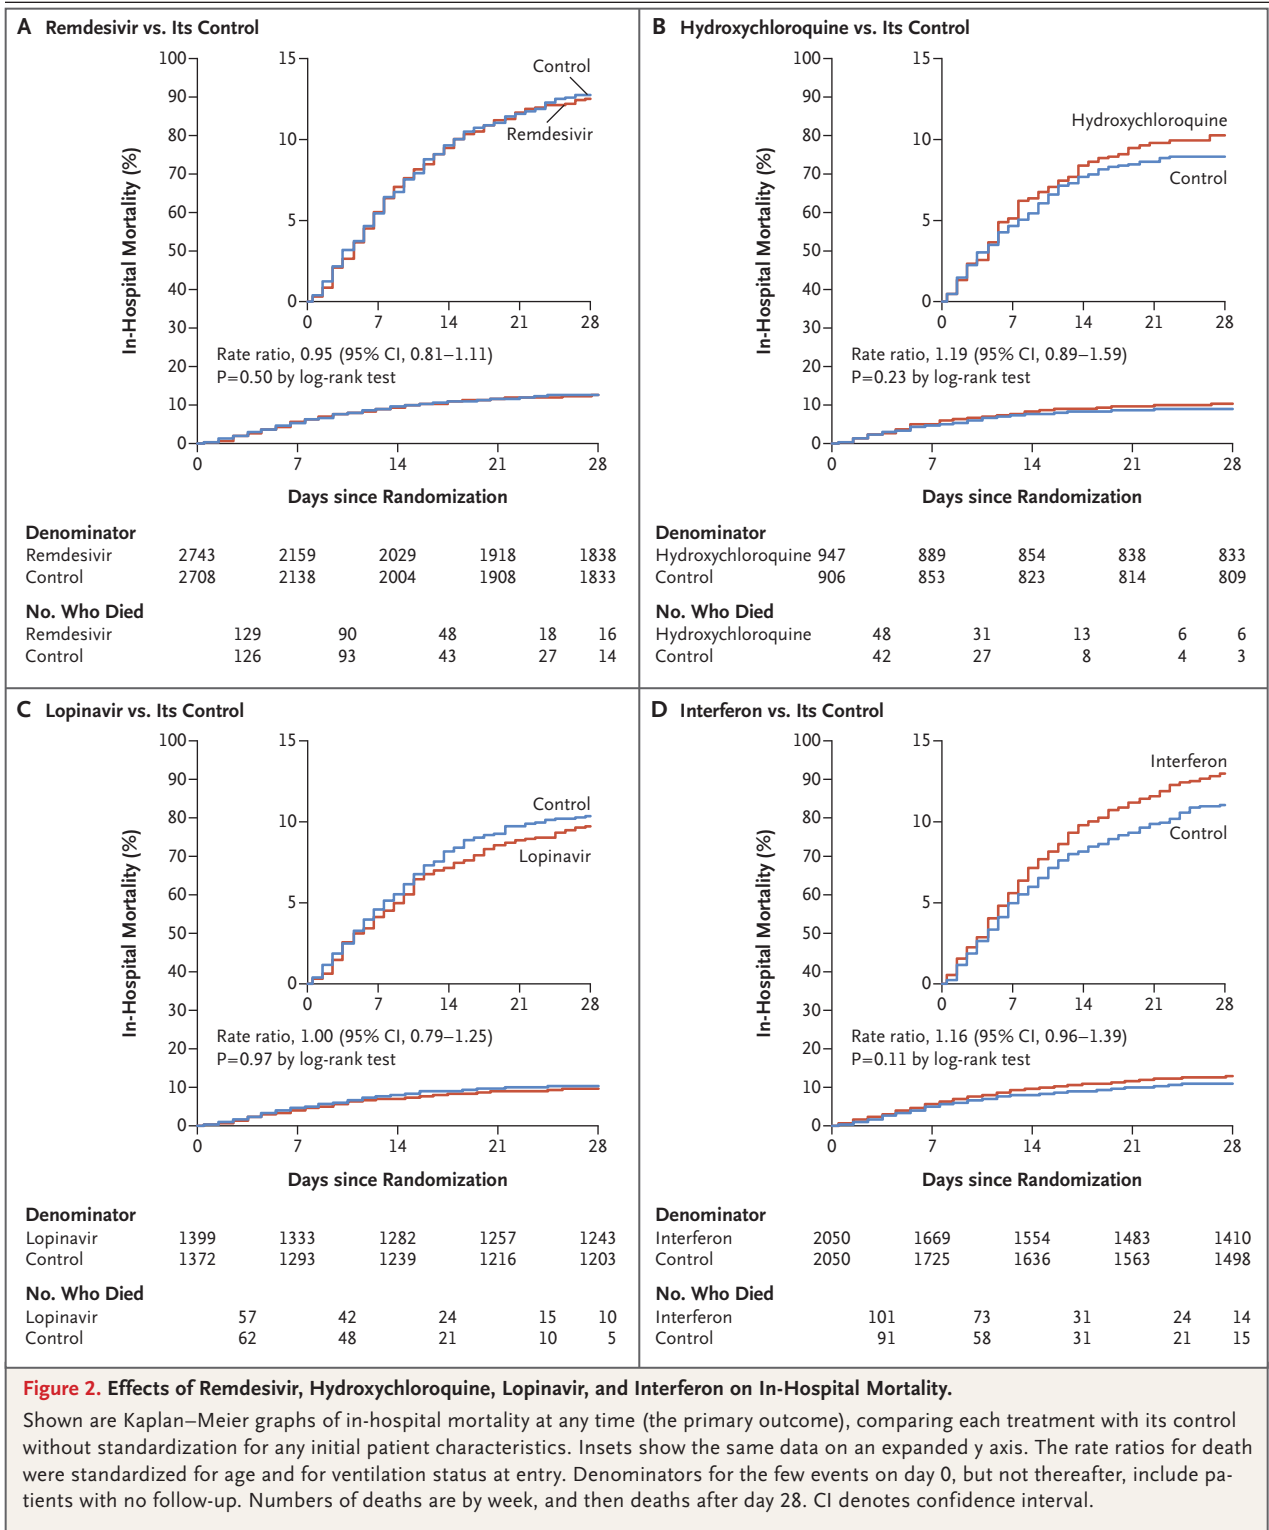 A Remdesivir vs. Its Control
In-Hospital Mortality (%)
100
90
80
70
60
50
40
30
20
10
0
15
10
5
0
0 7 14 21 28
Control
Remdesivir
Rate ratio, 0.95 (95% CI, 0.81–1.11)
P=0.50 by log-rank test
0 7 14 21 28
Days since Randomization
Denominator
Remdesivir 2743 2159 2029 1918 1838
Control 2708 2138 2004 1908 1833
No. Who Died
Remdesivir 129 90 48 18 16
Control 126 93 43 27 14
B Hydroxychloroquine vs. Its Control
In-Hospital Mortality (%)
100
90
80
70
60
50
40
30
20
10
0
15
10
5
0
0 7 14 21 28
Hydroxychloroquine
Control
Rate ratio, 1.19 (95% CI, 0.89–1.59)
P=0.23 by log-rank test
0 7 14 21 28
Days since Randomization
Denominator
Hydroxychloroquine 947 889 854 838 833
Control 906 853 823 814 809
No. Who Died
Hydroxychloroquine 48 31 13 6 6
Control 42 27 8 4 3
C Lopinavir vs. Its Control
In-Hospital Mortality (%)
100
90
80
70
60
50
40
30
20
10
0
15
10
5
0
0 7 14 21 28
Control
Lopinavir
Rate ratio, 1.00 (95% CI, 0.79–1.25)
P=0.97 by log-rank test
0 7 14 21 28
Days since Randomization
Denominator
Lopinavir 1399 1333 1282 1257 1243
Control 1372 1293 1239 1216 1203
No. Who Died
Lopinavir 57 42 24 15 10
Control 62 48 21 10 5
D Interferon vs. Its Control
In-Hospital Mortality (%)
100
90
80
70
60
50
40
30
20
10
0
15
10
5
0
0 7 14 21 28
Interferon
Control
Rate ratio, 1.16 (95% CI, 0.96–1.39)
P=0.11 by log-rank test
0 7 14 21 28
Days since Randomization
Denominator
Interferon 2050 1669 1554 1483 1410
Control 2050 1725 1636 1563 1498
No. Who Died
Interferon 101 73 31 24 14
Control 91 58 31 21 15
Figure 2. Effects of Remdesivir, Hydroxychloroquine, Lopinavir, and Interferon on In-Hospital Mortality.
Shown are Kaplan–Meier graphs of in-hospital mortality at any time (the primary outcome), comparing each treatment with its control
without standardization for any initial patient characteristics. Insets show the same data on an expanded y axis. The rate ratios for death
were standardized for age and for ventilation status at entry. Denominators for the few events on day 0, but not thereafter, include pa-
tients with no follow-up. Numbers of deaths are by week, and then deaths after day 28. CI denotes confidence interval.